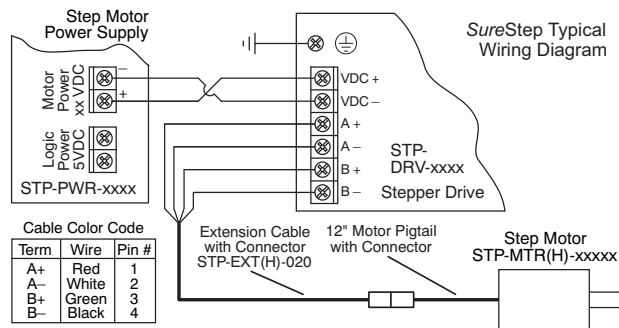 Step Motor
Power Supply
SureStep Typical
Wiring Diagram
Motor
Power
xx VDC
–
+
Logic
Power
5VDC
STP-PWR-xxxx
VDC +
VDC –
A +
A –
B +
B –
STP-
DRV-xxxx
Stepper Drive
Cable Color Code
Term Wire Pin #
A+ Red 1
A– White 2
B+ Green 3
B– Black 4
Extension Cable
with Connector
STP-EXT(H)-020
12" Motor Pigtail
with Connector
Step Motor
STP-MTR(H)-xxxxx